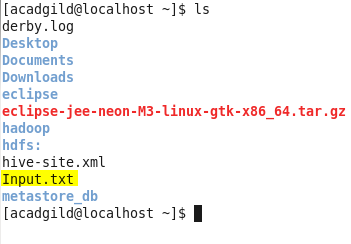 [acadgild@localhost ~]$ ls
derby.log
Desktop
Documents
Downloads
eclipse
eclipse-jee-neon-M3-linux-gtk-x86_64.tar.gz
hadoop
hdfs:
hive-site.xml
Input.txt
metastore_db
[acadgild@localhost ~]$